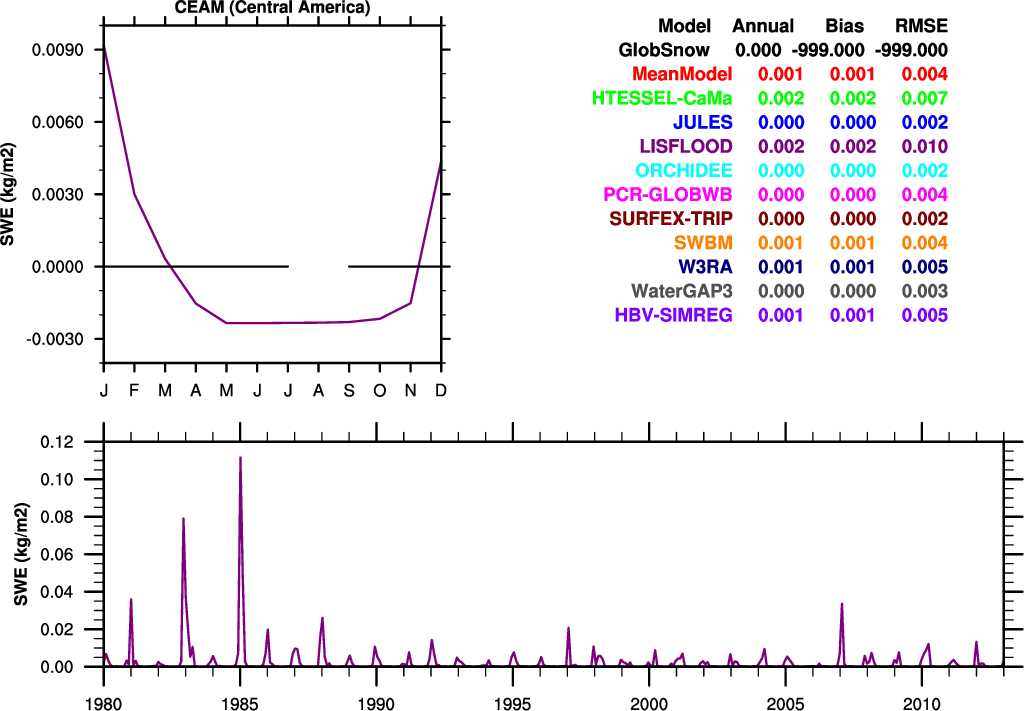 CEAM (Central America)
SWE (kg/m2)
0.0090
0.0060
0.0030
0.0000
-0.0030
J F M A M J J A S O N D
Model Annual Bias RMSE
GlobSnow 0.000 -999.000 -999.000
MeanModel 0.001 0.001 0.004
HTESSEL-CaMa 0.002 0.002 0.007
JULES 0.000 0.000 0.002
LISFLOOD 0.002 0.002 0.010
ORCHIDEE 0.000 0.000 0.002
PCR-GLOBWB 0.000 0.000 0.004
SURFEX-TRIP 0.000 0.000 0.002
SWBM 0.001 0.001 0.004
W3RA 0.001 0.001 0.005
WaterGAP3 0.000 0.000 0.003
HBV-SIMREG 0.001 0.001 0.005
SWE (kg/m2)
0.12
0.10
0.08
0.06
0.04
0.02
0.00
1980 1985 1990 1995 2000 2005 2010